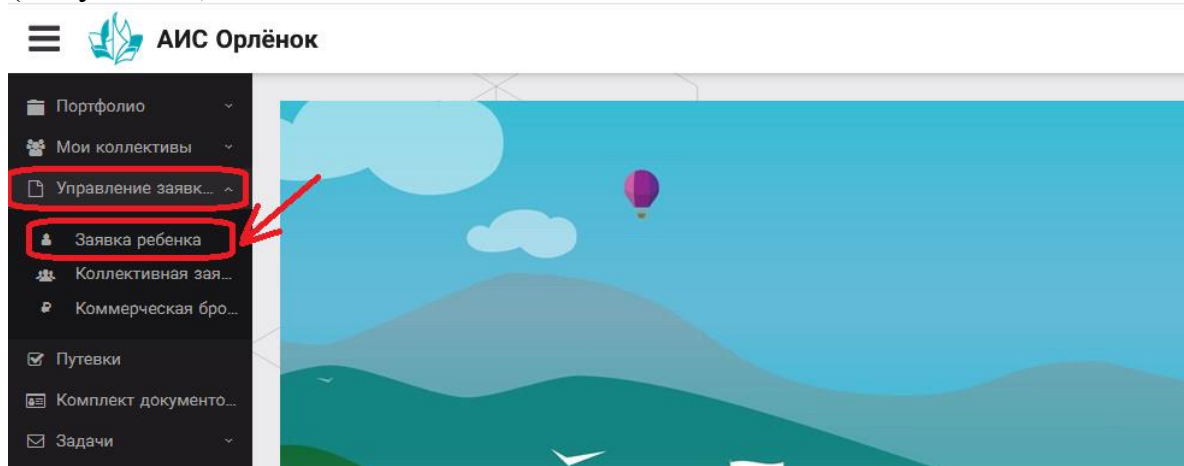 АИС Орлёнок
Портфолио
Мои коллективы
Управление заявк...
Заявка ребенка
Коллективная зая...
Коммерческая бро...
Путевки
Комплект документо...
Задачи